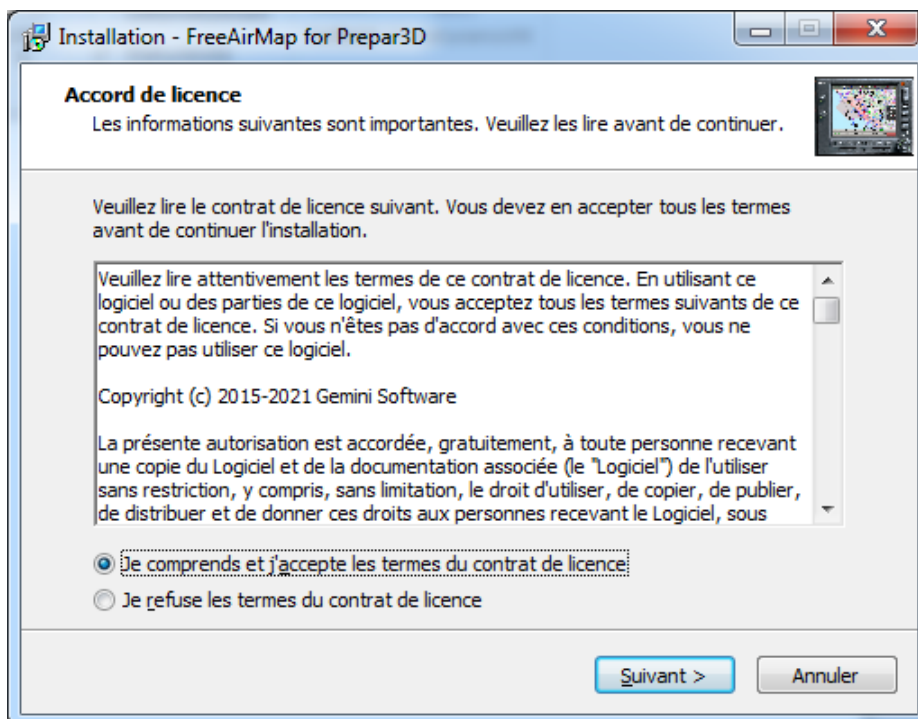 Installation - FreeAirMap for Prepar3D
Accord de licence
Les informations suivantes sont importantes. Veuillez les lire avant de continuer.
Veuillez lire le contrat de licence suivant. Vous devez en accepter tous les termes
avant de continuer l'installation.
Veuillez lire attentivement les termes de ce contrat de licence. En utilisant ce
logiciel ou des parties de ce logiciel, vous acceptez tous les termes suivants de ce
contrat de licence. Si vous n'êtes pas d'accord avec ces conditions, vous ne
pouvez pas utiliser ce logiciel.
Copyright (c) 2015-2021 Gemini Software
La présente autorisation est accordée, gratuitement, à toute personne recevant
une copie du Logiciel et de la documentation associée (le "Logiciel") de l'utiliser
sans restriction, y compris, sans limitation, le droit d'utiliser, de copier, de publier,
de distribuer et de donner ces droits aux personnes recevant le Logiciel, sous
Je comprends et j'accepte les termes du contrat de licence
Je refuse les termes du contrat de licence
Suivant >
Annuler